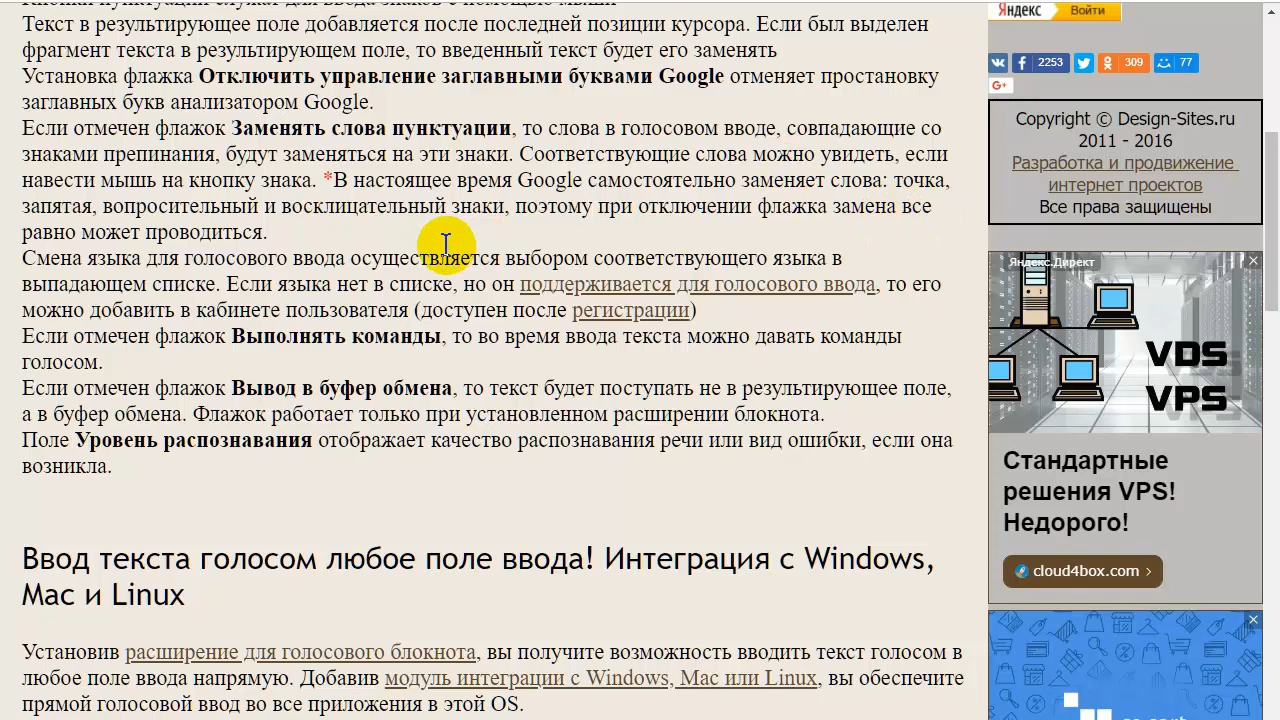 Кнопки пунктуации служат для ввода знаков с помощью мыши
Текст в результирующее поле добавляется после последней позиции курсора. Если был выделен
фрагмент текста в результирующем поле, то введенный текст будет его заменять
Установка флажка Отключить управление заглавными буквами Google отменяет простановку
заглавных букв анализатором Google.
Если отмечен флажок Заменять слова пунктуации, то слова в голосовом вводе, совпадающие со
знаками препинания, будут заменяться на эти знаки. Соответствующие слова можно увидеть, если
навести мышь на кнопку знака. *В настоящее время Google самостоятельно заменяет слова: точка,
запятая, вопросительный и восклицательный знаки, поэтому при отключении флажка замена все
равно может проводиться.
Смена языка для голосового ввода осуществляется выбором соответствующего языка в
выпадающем списке. Если языка нет в списке, но он поддерживается для голосового ввода, то его
можно добавить в кабинете пользователя (доступен после регистрации)
Если отмечен флажок Выполнять команды, то во время ввода текста можно давать команды
голосом.
Если отмечен флажок Вывод в буфер обмена, то текст будет поступать не в результирующее поле,
а в буфер обмена. Флажок работает только при установленном расширении блокнота.
Поле Уровень распознавания отображает качество распознавания речи или вид ошибки, если она
возникла.
Ввод текста голосом любое поле ввода! Интеграция с Windows,
Mac и Linux
Установив расширение для голосового блокнота, вы получите возможность вводить текст голосом в
любое поле ввода напрямую. Доавив модуль интеграции с Windows, Mac или Linux, вы обеспечите
прямой голосовой ввод во все приложения в этой OS.
Яндекс Войти
2253 309 77
G+
Copyright © Design-Sites.ru
2011 - 2016
Разработка и продвижение
интернет проектов
Все права защищены
Яндекс.Директ
VDS
VPS
Стандартные
решения VPS!
Недорого!
cloud4box.com